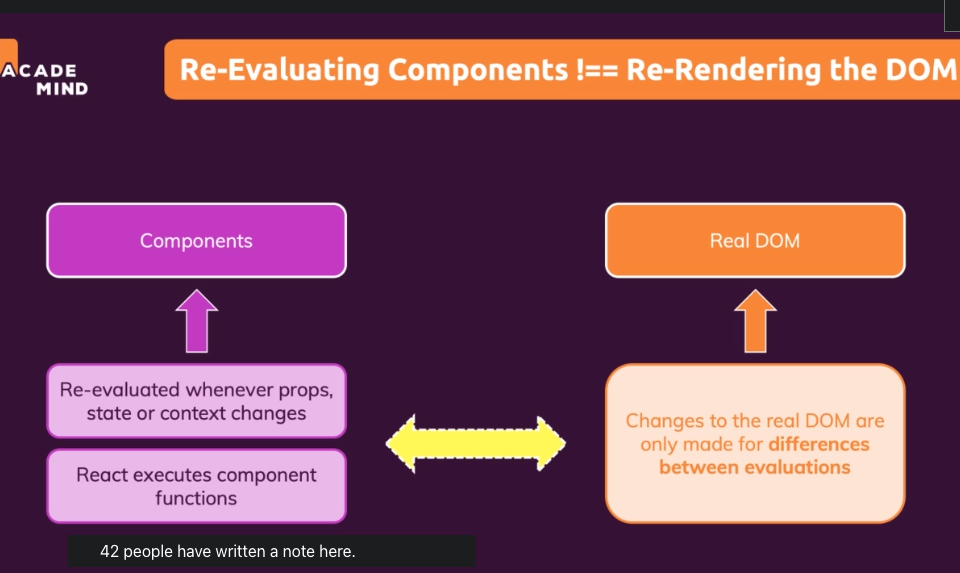 ACADE
MIND
Re-Evaluating Components !== Re-Rendering the DOM
Components
Real DOM
Re-evaluated whenever props,
state or context changes
React executes component
functions
Changes to the real DOM are
only made for differences
between evaluations
42 people have written a note here.